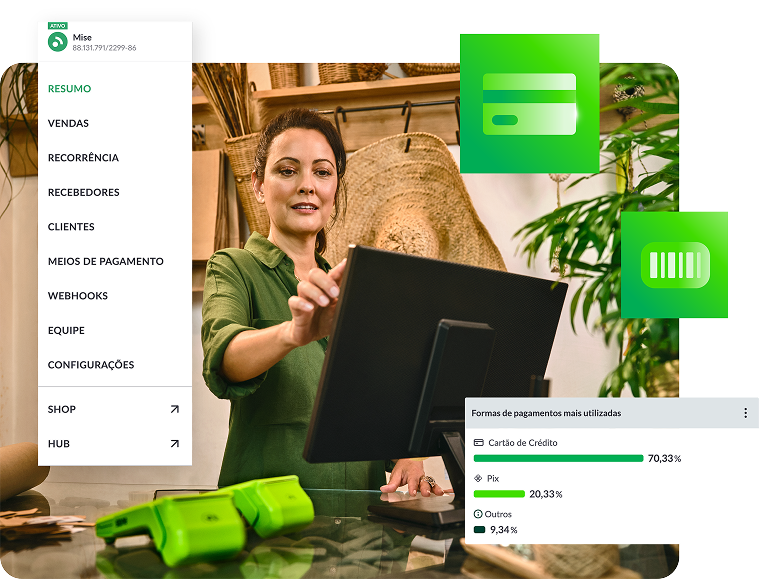 ATIVO
Mise
88.131.791/2299-86
RESUMO
VENDAS
RECORRÊNCIA
RECEBEDORES
CLIENTES
MEIOS DE PAGAMENTO
WEBHOOKS
EQUIPE
CONFIGURAÇÕES
SHOP
HUB
Formas de pagamentos mais utilizadas
Cartão de Crédito
70,33%
Pix
20,33%
Outros
9,34%